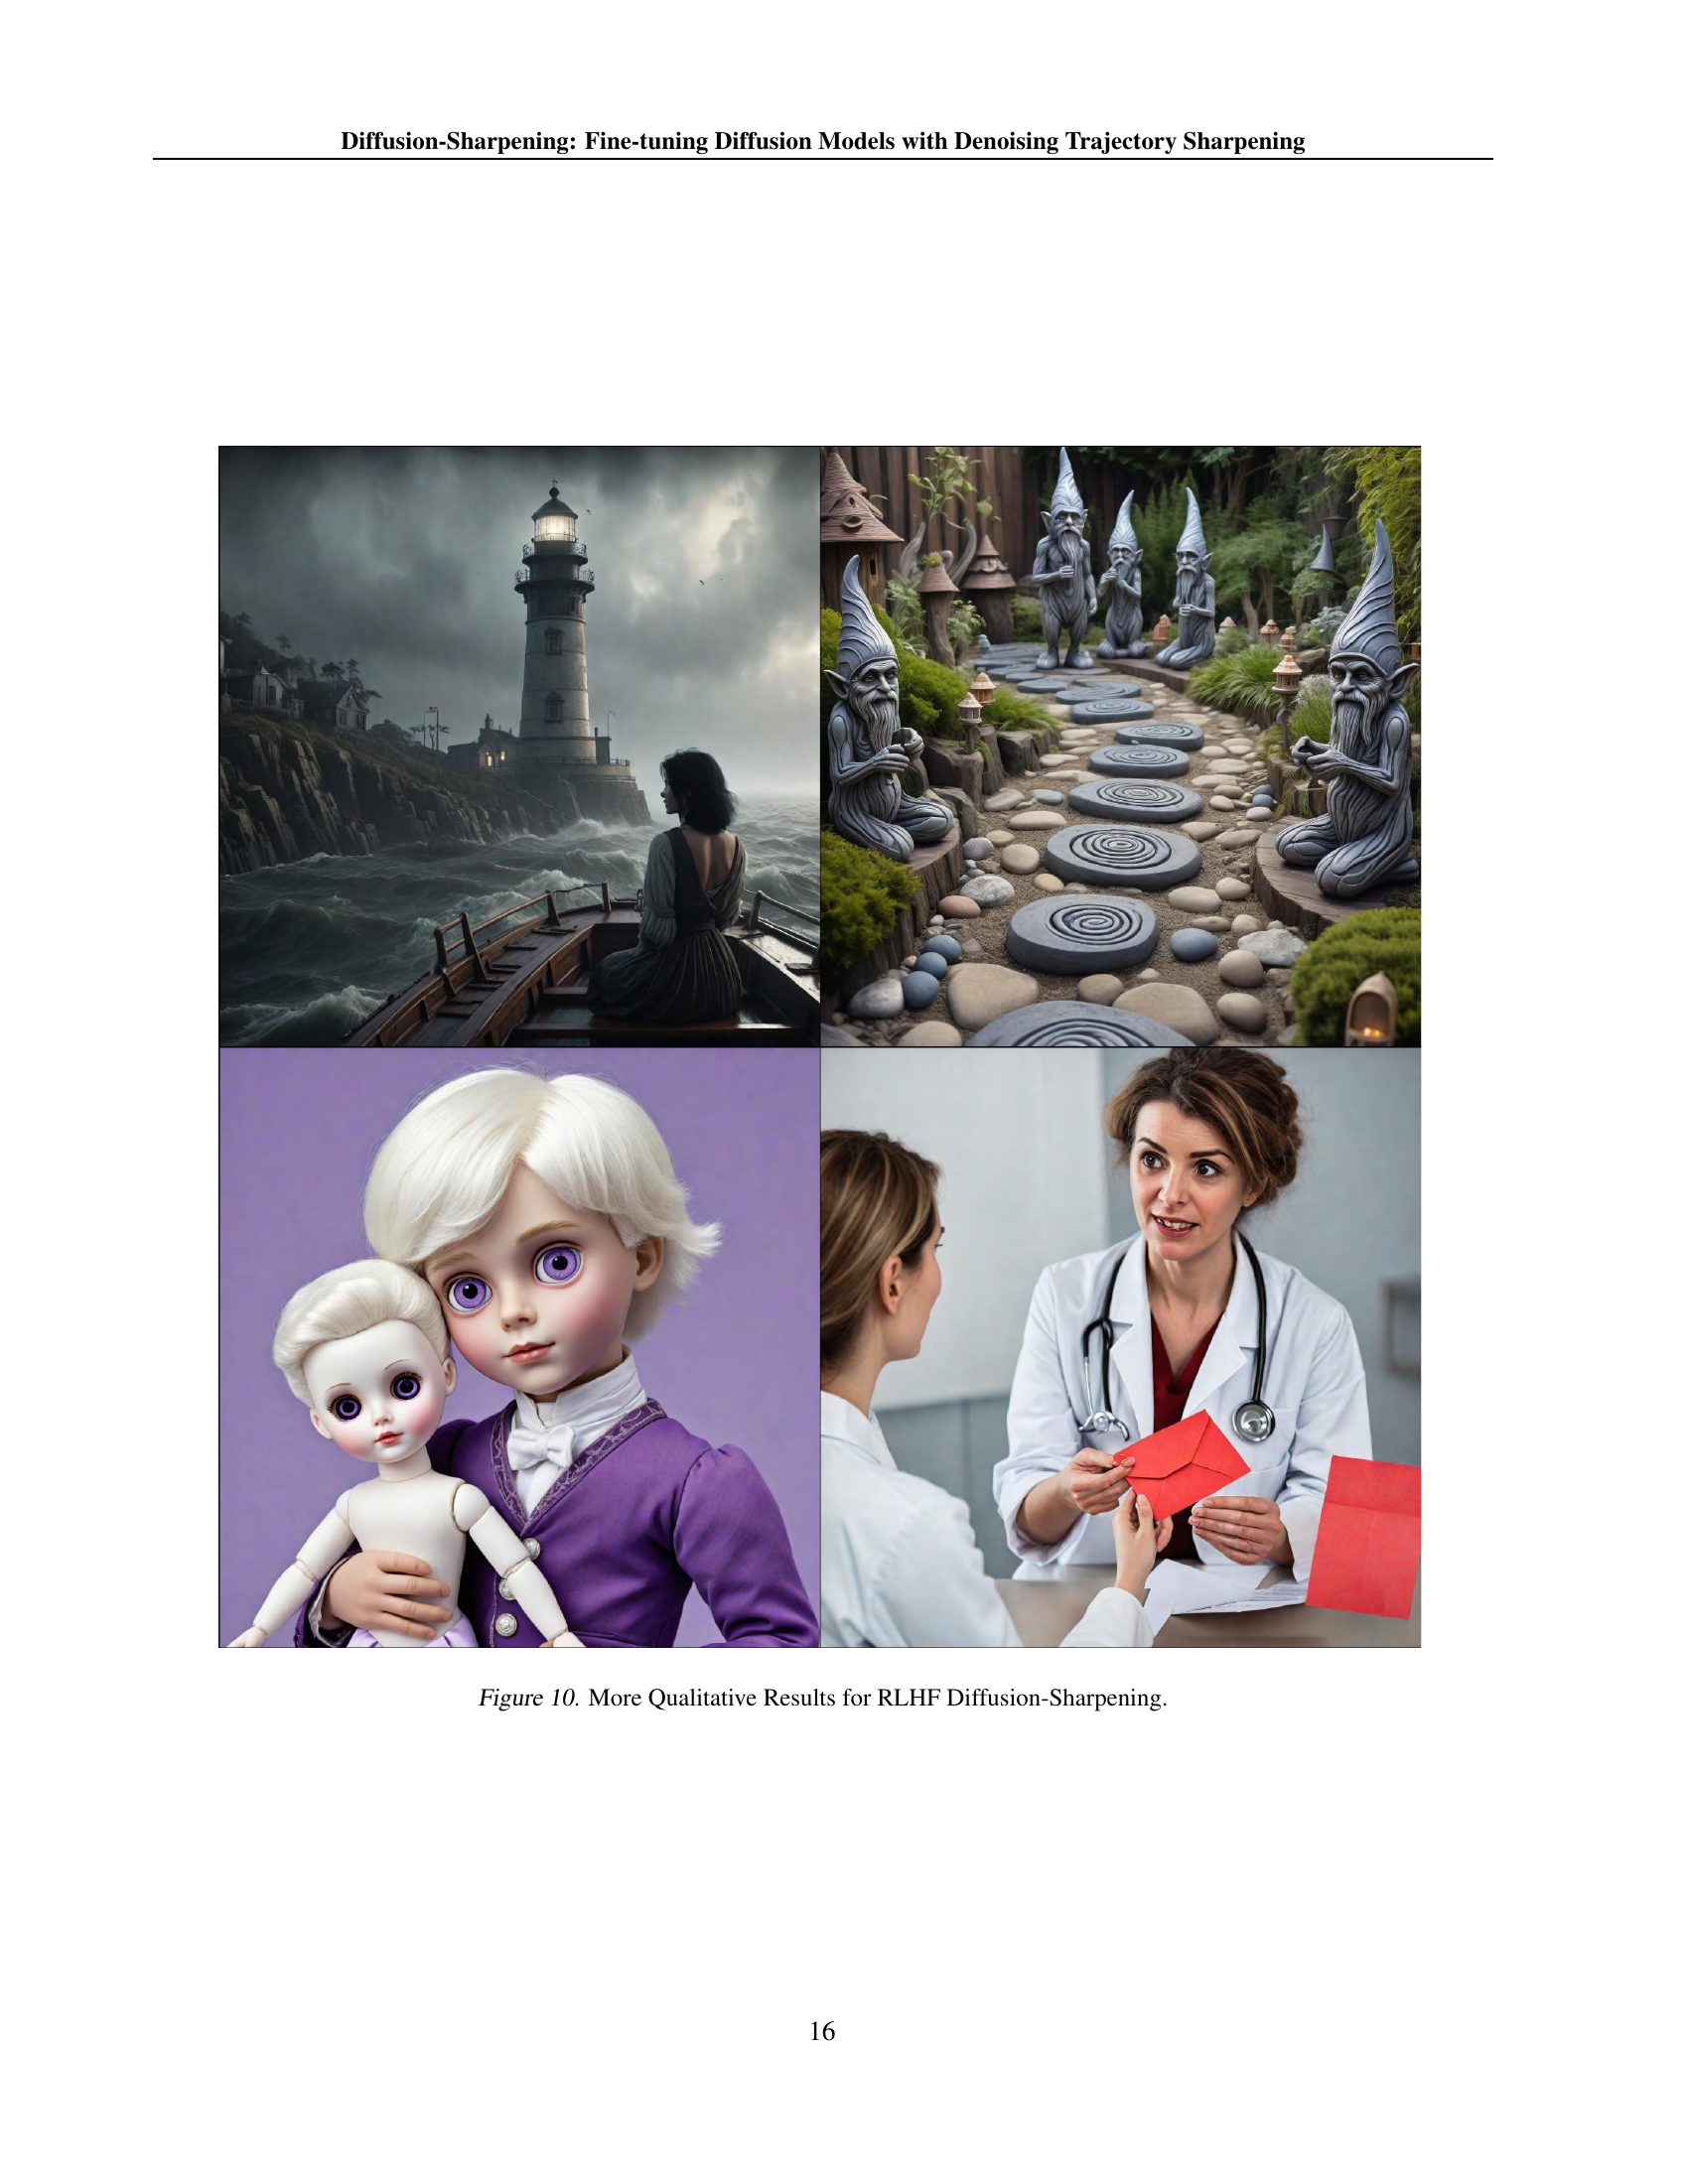 Diffusion-Sharpening: Fine-tuning Diffusion Models with Denoising Trajectory Sharpening
Figure 10. More Qualitative Results for RLHF Diffusion-Sharpening.
16